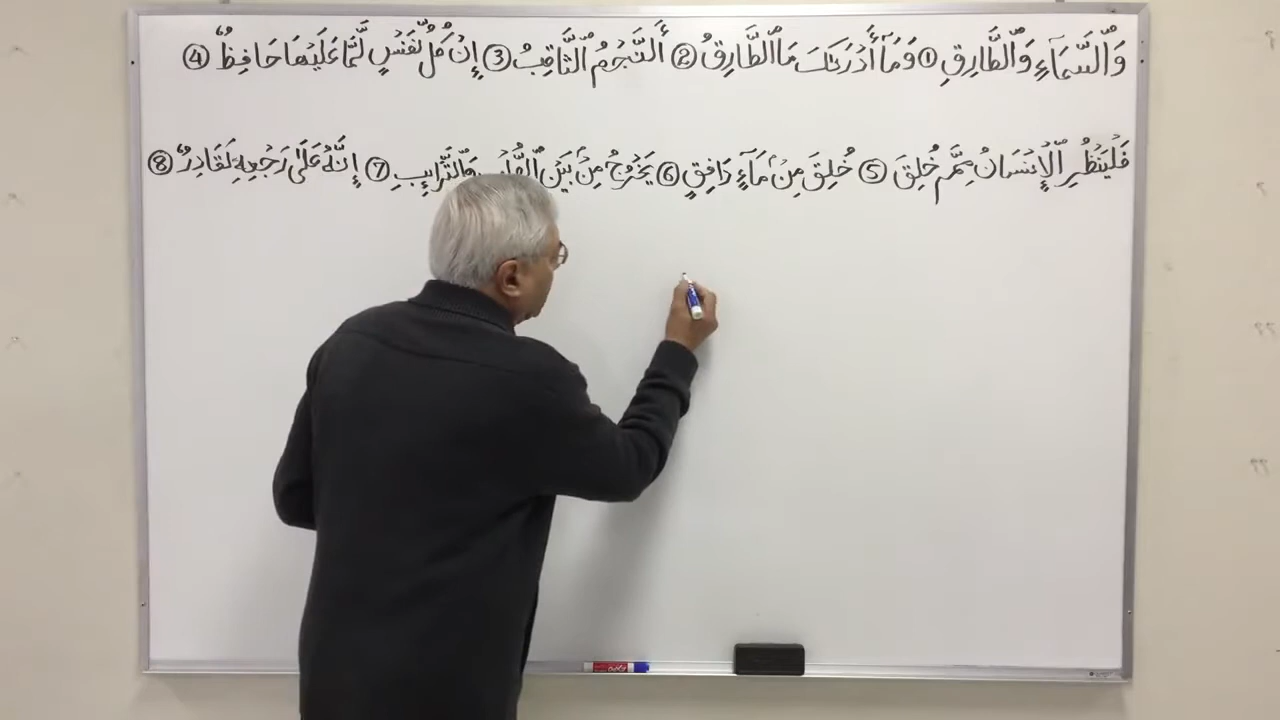 وَٱلسَّمَآءِ وَٱلطَّارِقِ ① وَمَآ أَدْرَىٰكَ مَا ٱلطَّارِقُ ② ٱلنَّجْمُ ٱلثَّاقِبُ ③ إِن كُلُّ نَفْسٍ لَّمَّا عَلَيْهَا حَافِظٌ ④
فَلْيَنظُرِ ٱلْإِنسَانُ مِمَّ خُلِقَ ⑤ خُلِقَ مِن مَّآءٍ دَافِقٍ ⑥ يَخْرُجُ مِنۢ بَيْنِ وَٱلتَّرَآئِبِ ⑦ إِنَّهُۥ عَلَىٰ رَجْعِهِۦ لَقَادِرٌ ⑧